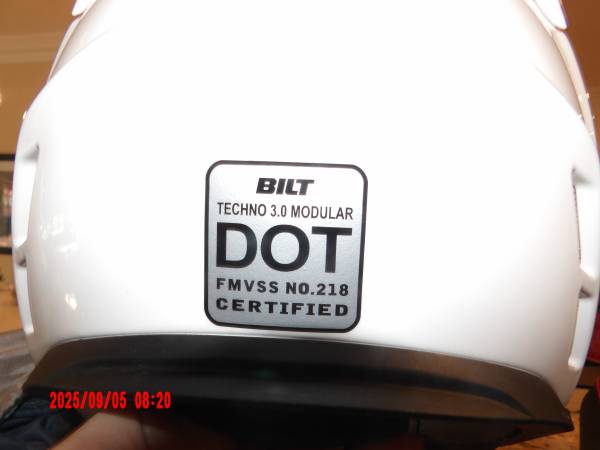 BILT
TECHNO 3.0 MODULAR
DOT
FMVSS NO.218
CERTIFIED
2025/09/05 08:20